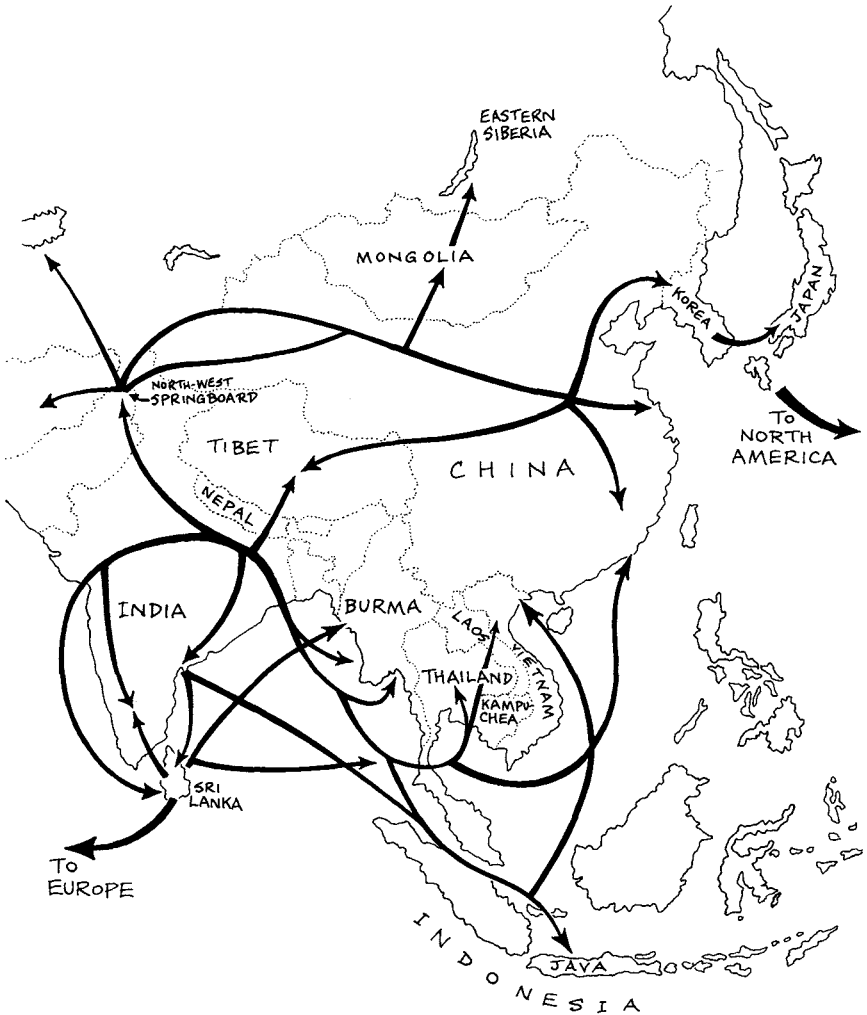 EASTERN
SIBERIA
MONGOLIA
KOREA
JAPAN
NORTH-WEST
SPRINGBOARD
TO
NORTH
AMERICA
TIBET
CHINA
NEPAL
INDIA
BURMA
LAOS
VIETNAM
THAILAND
KAMPU-
CHEA
SRI
LANKA
TO
EUROPE
INDONESIA
JAVA